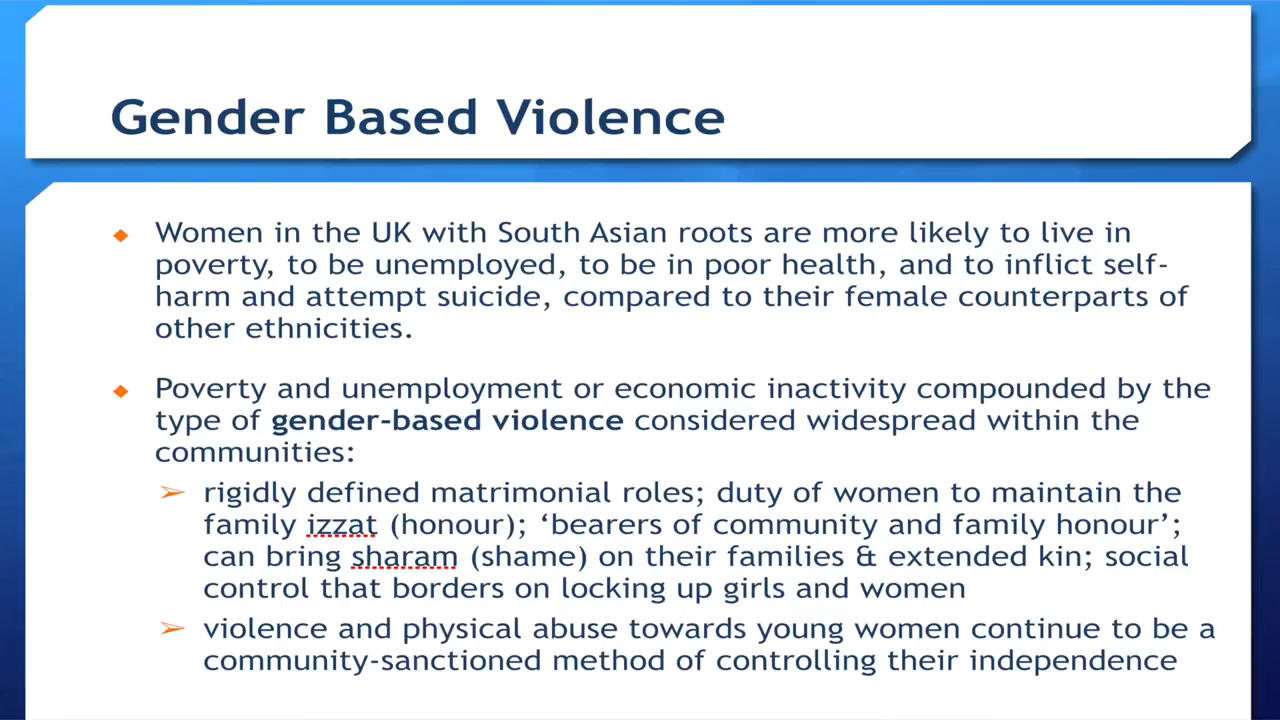 Gender Based Violence
Women in the UK with South Asian roots are more likely to live in
poverty, to be unemployed, to be in poor health, and to inflict self-
harm and attempt suicide, compared to their female counterparts of
other ethnicities.
Poverty and unemployment or economic inactivity compounded by the
type of gender-based violence considered widespread within the
communities:
rigidly defined matrimonial roles; duty of women to maintain the
family izzat (honour); ‘bearers of community and family honour’;
can bring sharam (shame) on their families & extended kin; social
control that borders on locking up girls and women
violence and physical abuse towards young women continue to be a
community-sanctioned method of controlling their independence